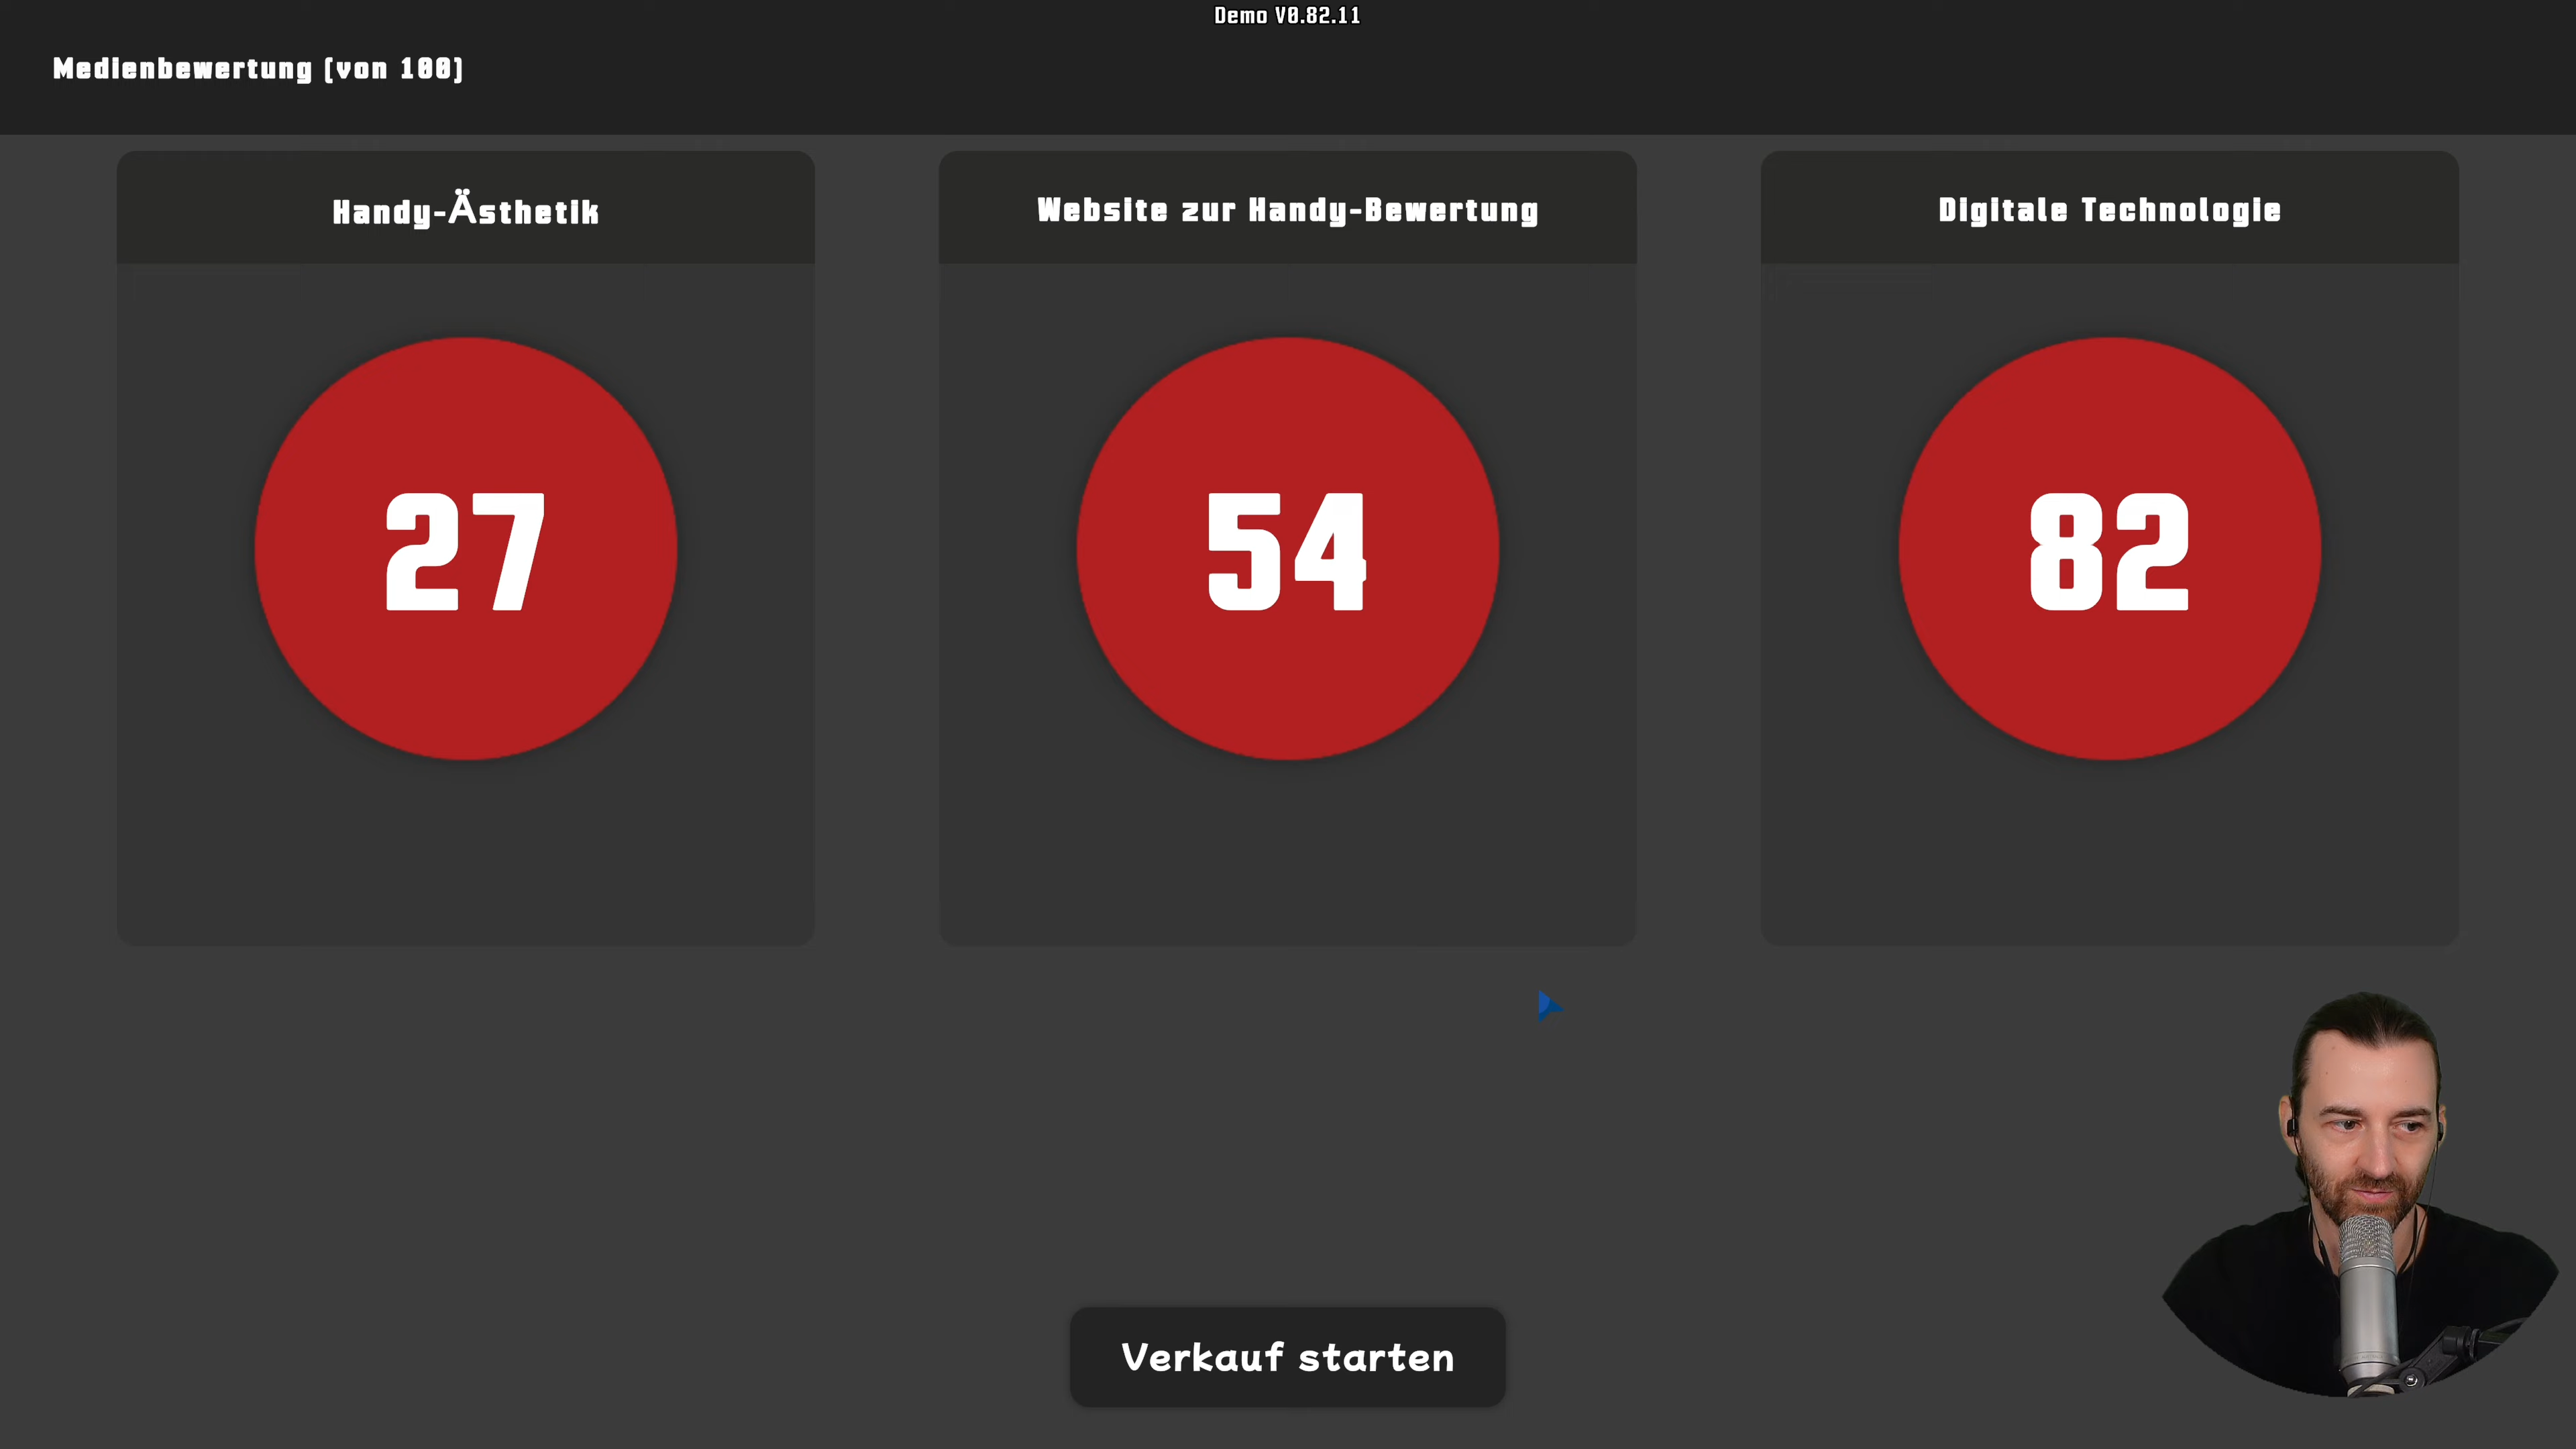 Demo V0.82.11
Medienbewertung (von 100)
Handy-Ästhetik
Website zur Handy-Bewertung
Digitale Technologie
27
54
82
Verkauf starten